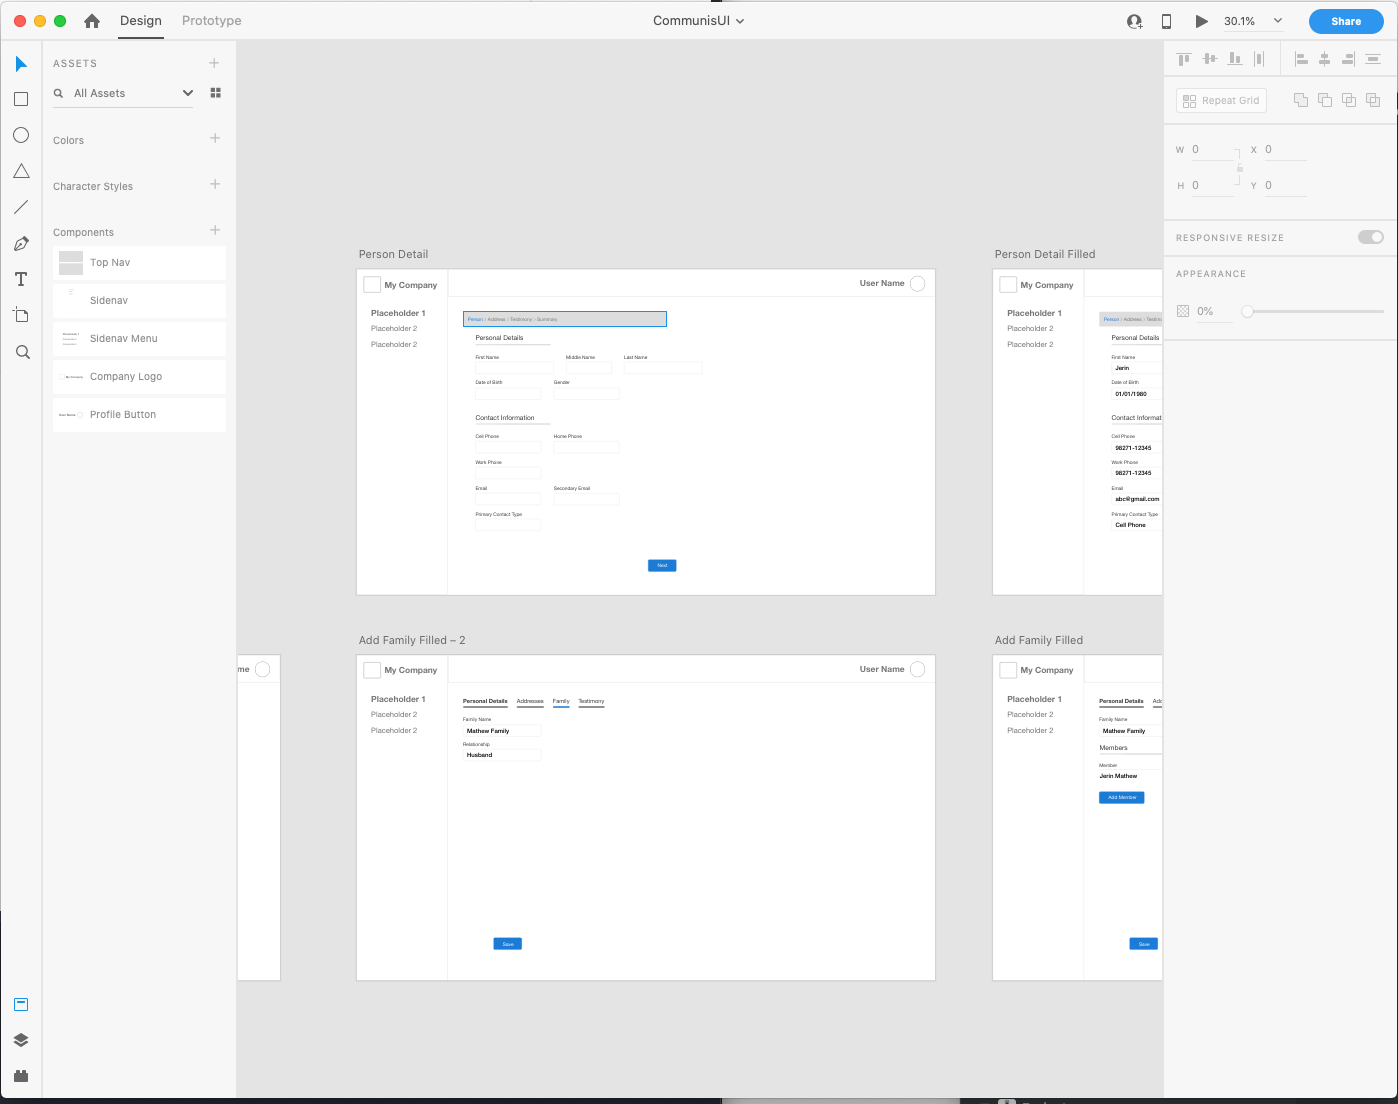 Design
Prototype
CommunisUI
30.1%
Share
ASSETS
All Assets
Colors
Character Styles
Components
Top Nav
Sidenav
Sidenav Menu
My Company
Company Logo
User Name
Profile Button
Person Detail
My Company
User Name
Placeholder 1
Placeholder 2
Placeholder 2
Person / Address / Testimony / Summary
Personal Details
First Name
Middle Name
Last Name
Date of Birth
Gender
Contact Information
Cell Phone
Home Phone
Work Phone
Email
Secondary Email
Primary Contact Type
Next
Person Detail Filled
My Company
Placeholder 1
Placeholder 2
Placeholder 2
Person / Address / Testimo
Personal Details
First Name
Jerin
Date of Birth
01/01/1980
Contact Informat
Cell Phone
98271-12345
Work Phone
98271-12345
Email
abc@gmail.com
Primary Contact Type
Cell Phone
me
Add Family Filled – 2
My Company
User Name
Placeholder 1
Placeholder 2
Placeholder 2
Personal Details
Addresses
Family
Testimony
Family Name
Mathew Family
Relationship
Husband
Save
Add Family Filled
My Company
Placeholder 1
Placeholder 2
Placeholder 2
Personal Details
Add
Family Name
Mathew Family
Members
Member
Jerin Mathew
Add Member
Save
Repeat Grid
W 0
X 0
H 0
Y 0
RESPONSIVE RESIZE
APPEARANCE
0%